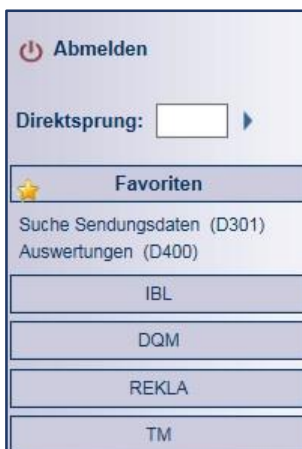 Abmelden
Direktsprung:
Favoriten
Suche Sendungsdaten (D301)
Auswertungen (D400)
IBL
DQM
REKLA
TM